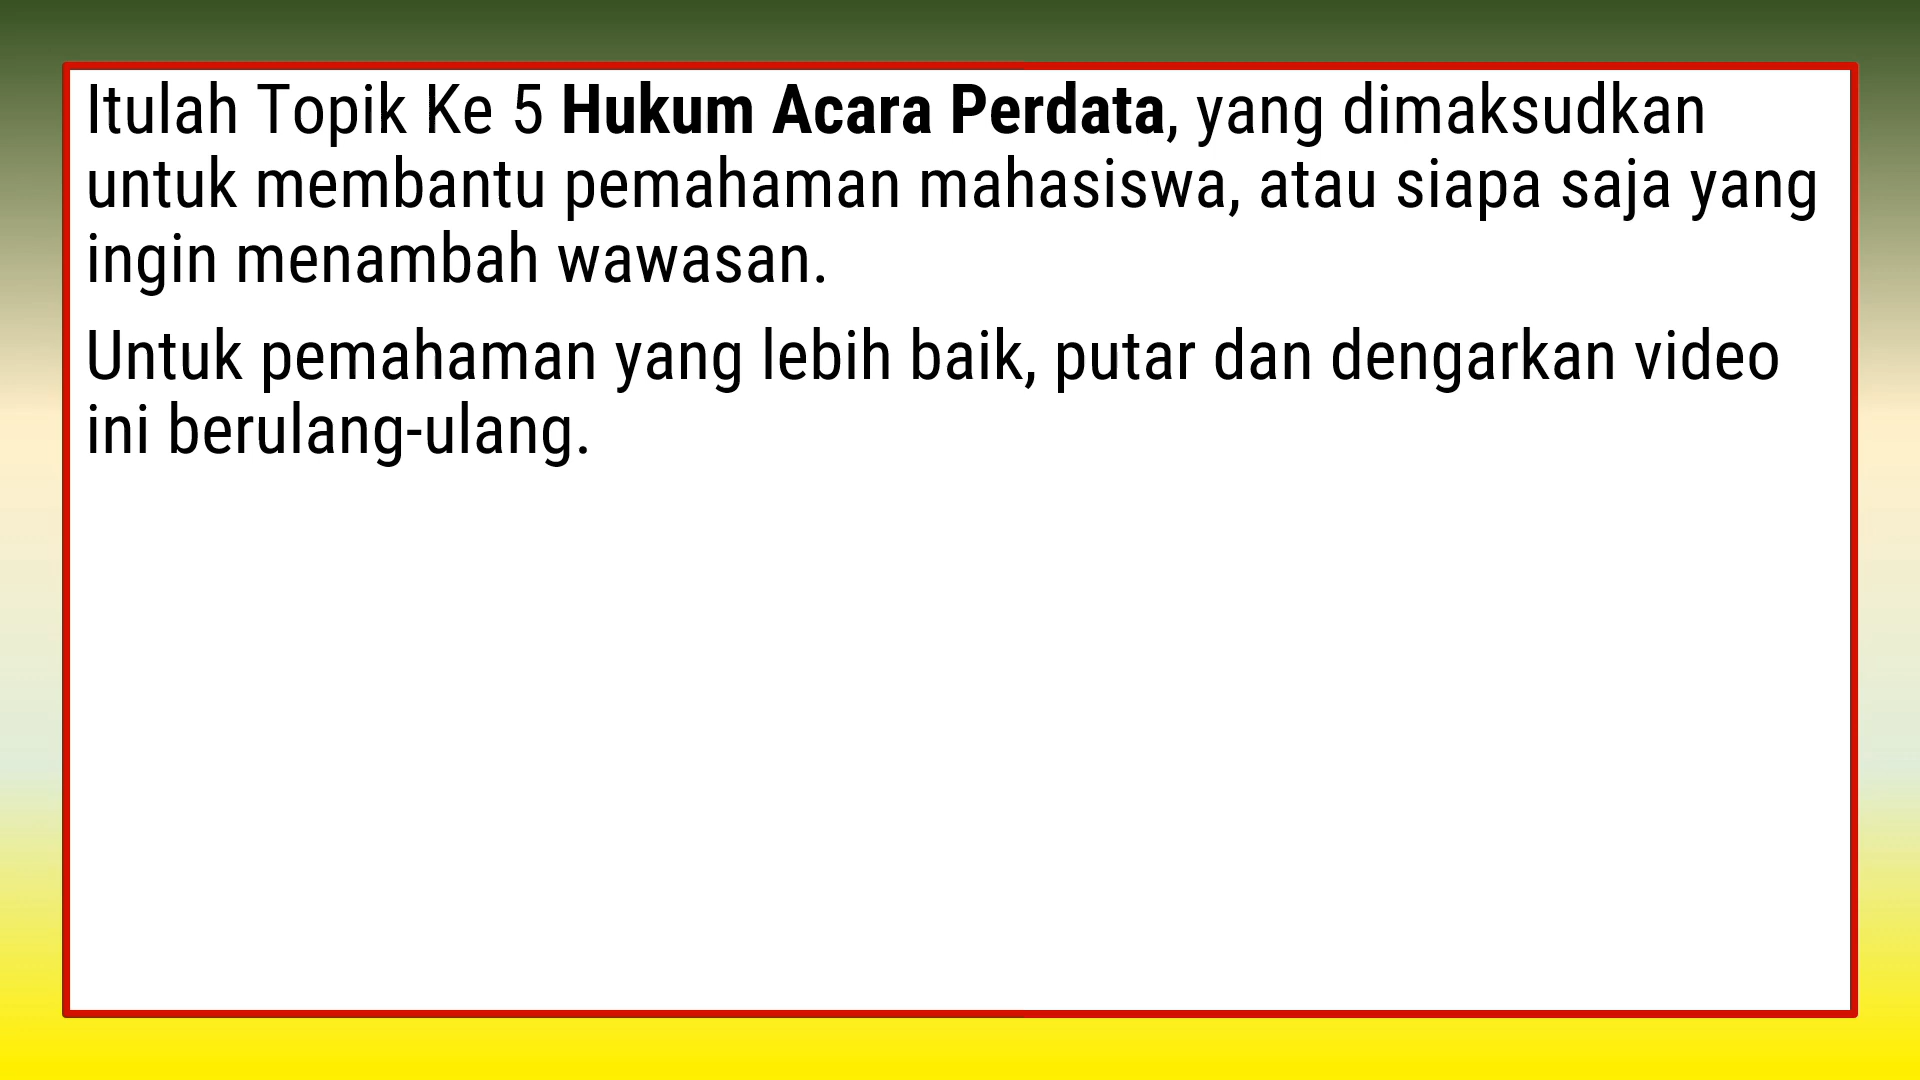 Itulah Topik Ke 5 Hukum Acara Perdata, yang dimaksudkan
untuk membantu pemahaman mahasiswa, atau siapa saja yang
ingin menambah wawasan.
Untuk pemahaman yang lebih baik, putar dan dengarkan video
ini berulang-ulang.